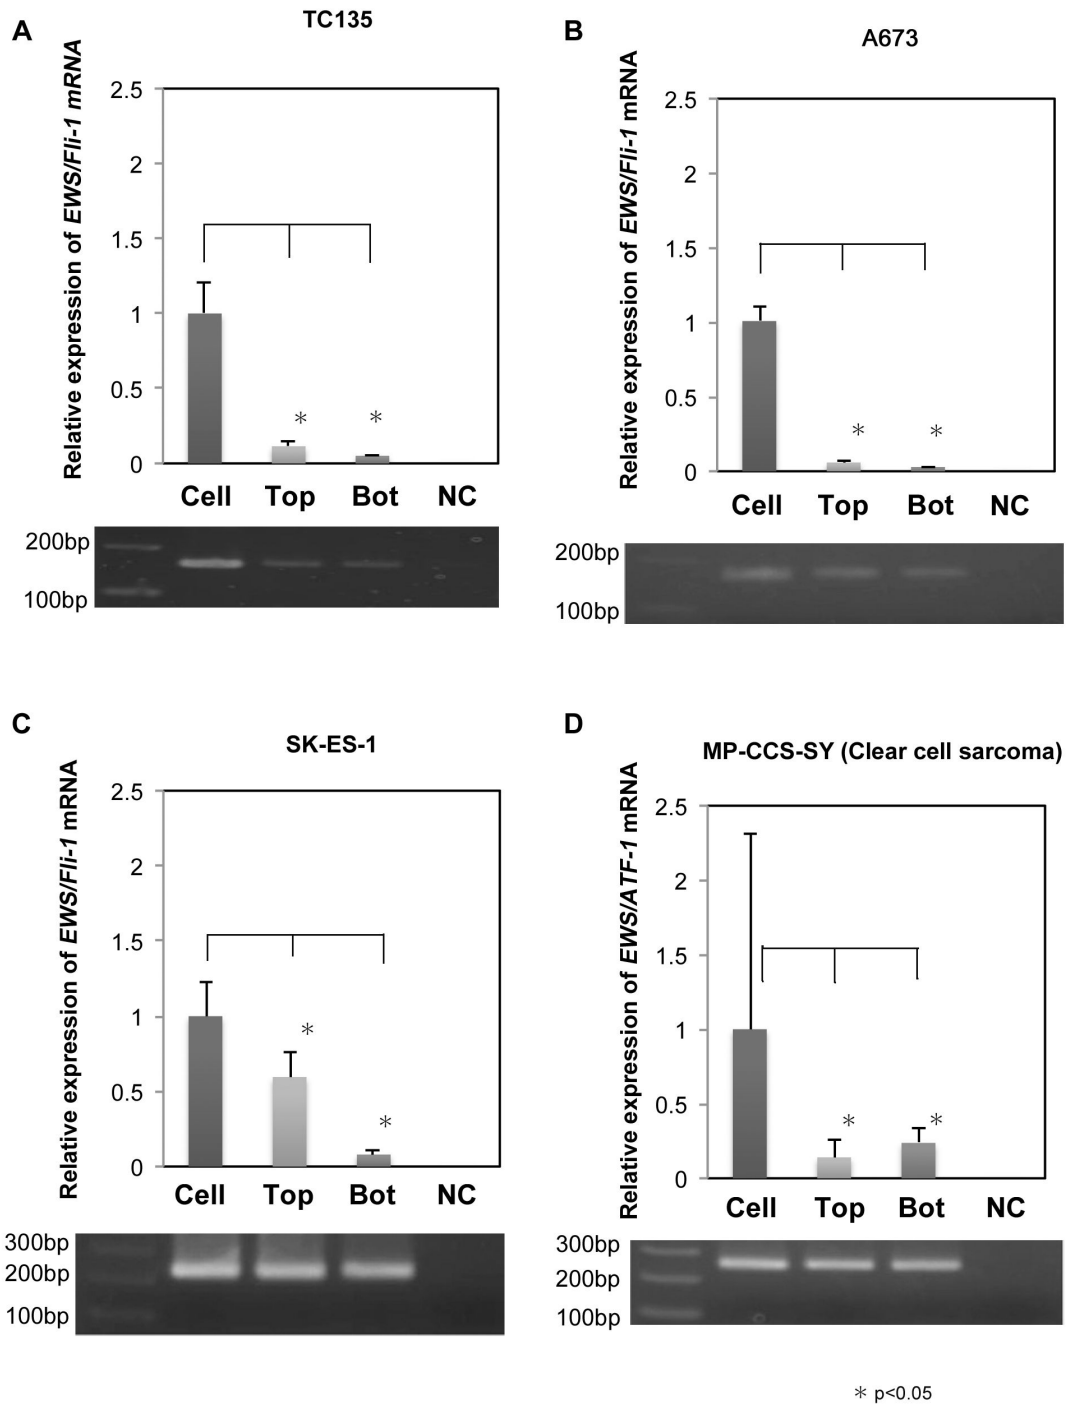 A
TC135
Relative expression of EWS/Fli-1 mRNA
2.5
2
1.5
1
0.5
0
* *
Cell Top Bot NC
200bp
100bp
B
A673
Relative expression of EWS/Fli-1 mRNA
2.5
2
1.5
1
0.5
0
* *
Cell Top Bot NC
200bp
100bp
C
SK-ES-1
Relative expression of EWS/Fli-1 mRNA
2.5
2
1.5
1
0.5
0
*
*
Cell Top Bot NC
300bp
200bp
100bp
D
MP-CCS-SY (Clear cell sarcoma)
Relative expression of EWS/ATF-1 mRNA
2.5
2
1.5
1
0.5
0
* *
Cell Top Bot NC
300bp
200bp
100bp
* p<0.05